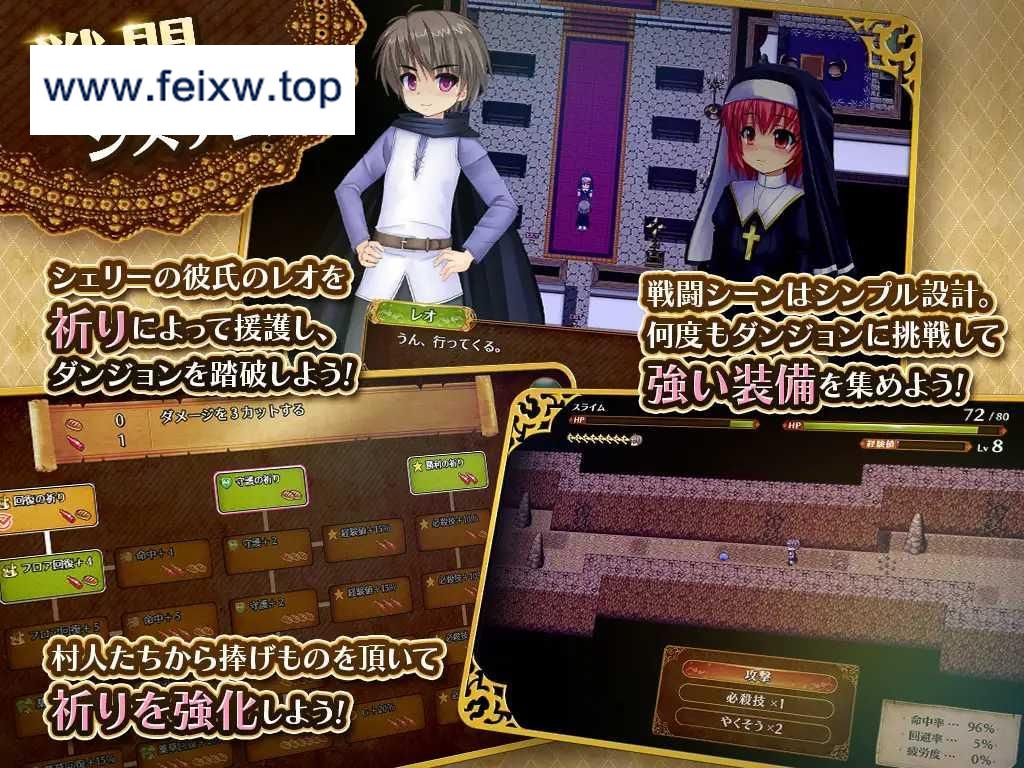 www.feixw.top
シェリーの彼氏のレオを
祈りによって援護し、
ダンジョンを踏破しよう!
レオ
うん、行ってくる。
戦闘シーンはシンプル設計。
何度もダンジョンに挑戦して
強い装備を集めよう!
0
ダメージを3カットする
1
回復の祈り
守護の祈り
勝利の祈り
フロア回復+4
命中+4
守護+2
経験値+15%
必殺技+10%
フロア回復+5
命中+5
守護+2
経験値+15%
村人たちから捧げものを頂いて
祈りを強化しよう!
スライム
HP
HP
72/80
経験値
Lv 8
攻撃
必殺技×1
やくそう×2
命中率… 96%
回避率… 5%
疲労度… 0%